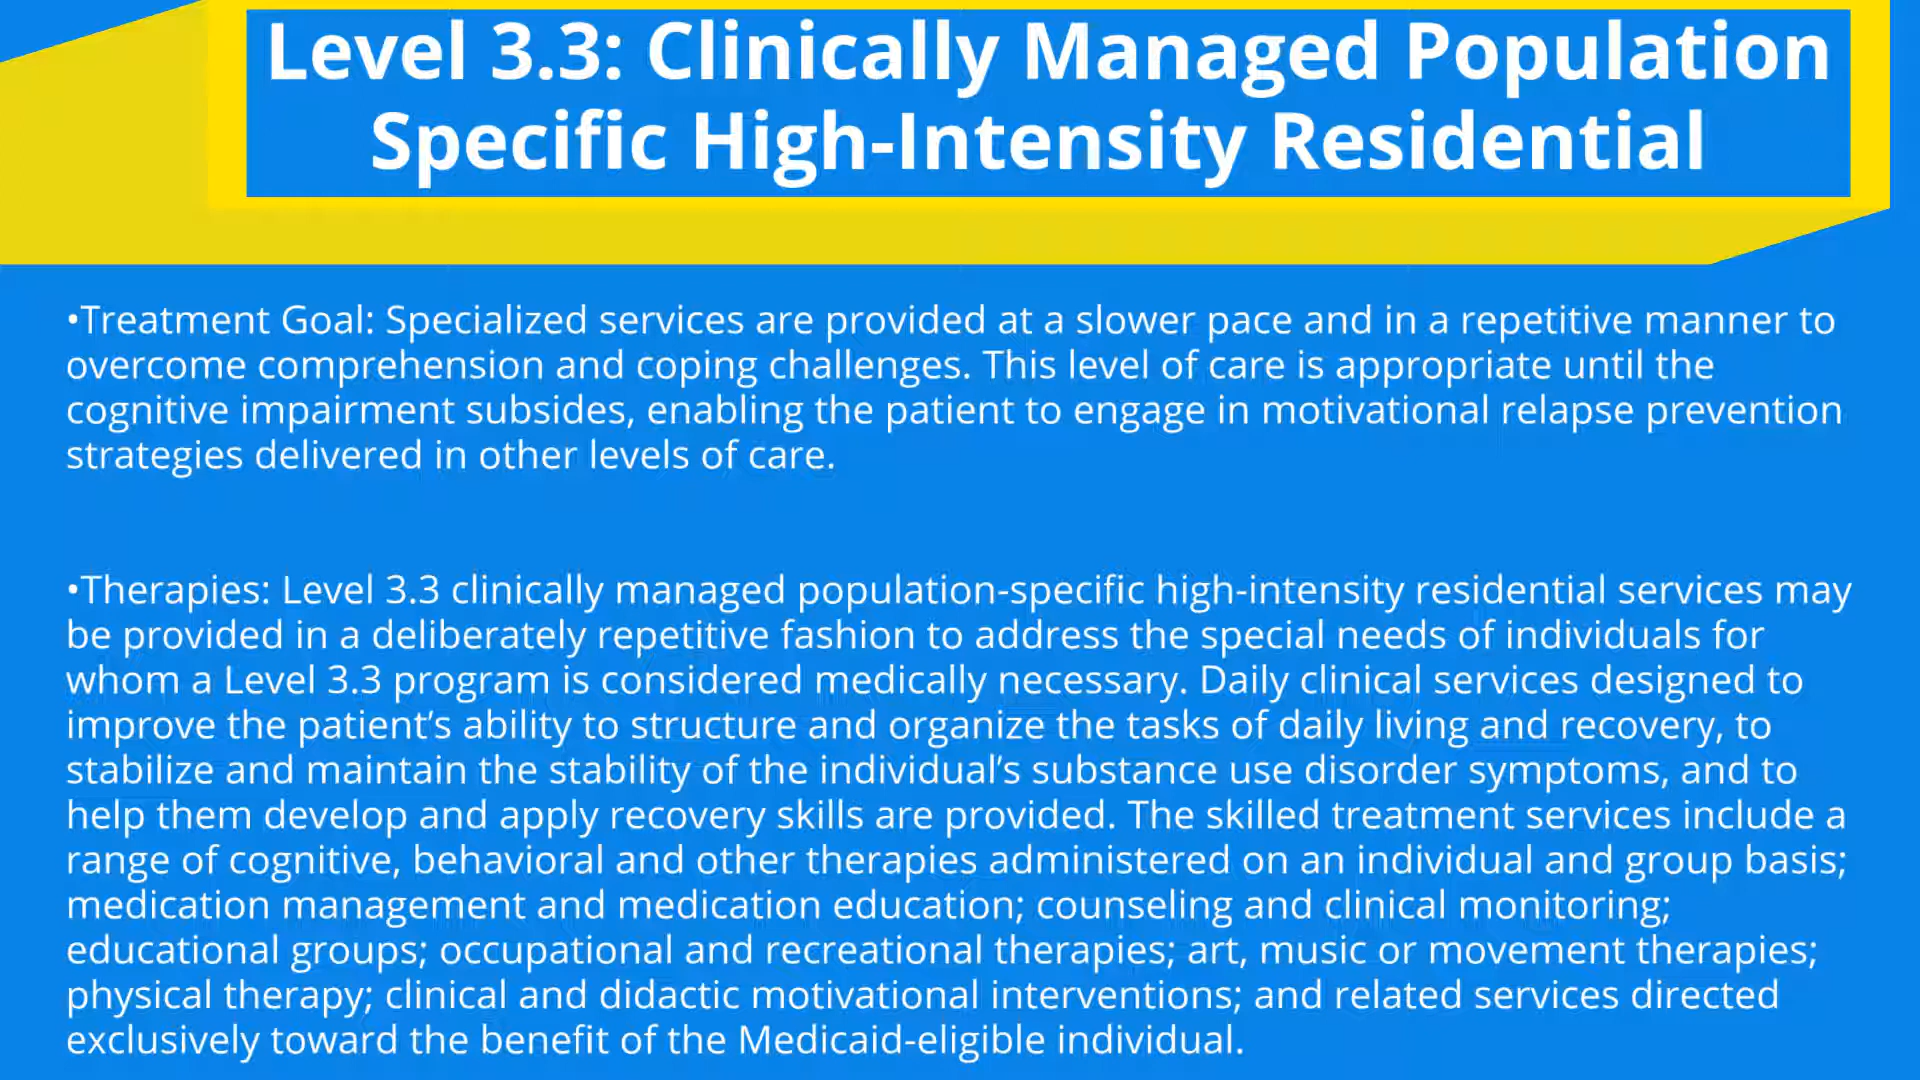 Level 3.3: Clinically Managed Population
Specific High-Intensity Residential
•Treatment Goal: Specialized services are provided at a slower pace and in a repetitive manner to
overcome comprehension and coping challenges. This level of care is appropriate until the
cognitive impairment subsides, enabling the patient to engage in motivational relapse prevention
strategies delivered in other levels of care.
•Therapies: Level 3.3 clinically managed population-specific high-intensity residential services may
be provided in a deliberately repetitive fashion to address the special needs of individuals for
whom a Level 3.3 program is considered medically necessary. Daily clinical services designed to
improve the patient’s ability to structure and organize the tasks of daily living and recovery, to
stabilize and maintain the stability of the individual’s substance use disorder symptoms, and to
help them develop and apply recovery skills are provided. The skilled treatment services include a
range of cognitive, behavioral and other therapies administered on an individual and group basis;
medication management and medication education; counseling and clinical monitoring;
educational groups; occupational and recreational therapies; art, music or movement therapies;
physical therapy; clinical and didactic motivational interventions; and related services directed
exclusively toward the benefit of the Medicaid-eligible individual.